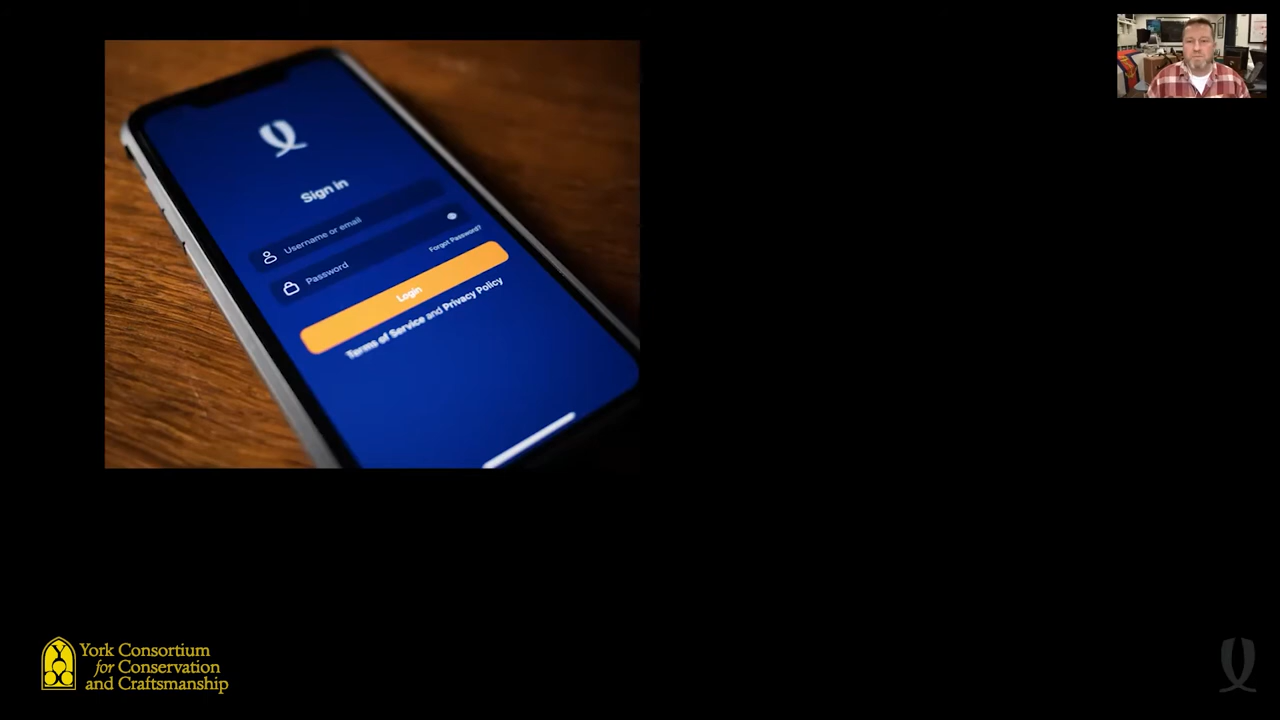 Sign in
Username or email
Password
Forgot Password?
Login
Terms of Service and Privacy Policy
York Consortium
for Conservation
and Craftsmanship